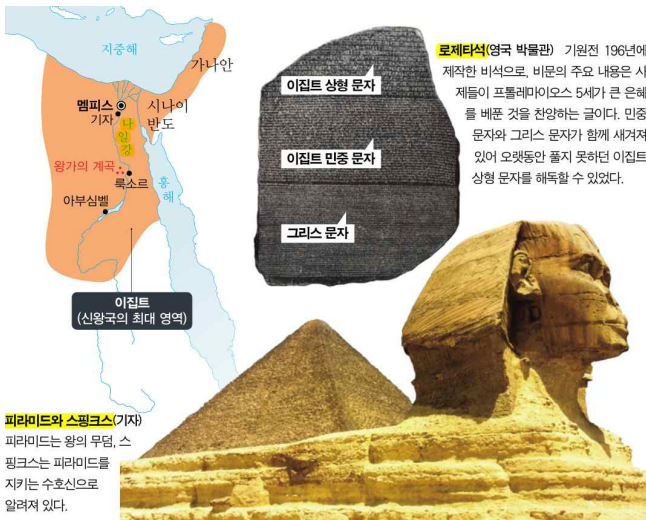 지중해
가나안
멤피스
기자
시나이
반도
나
일
강
왕가의 계곡
룩소르
홍
해
아부심벨
이집트
(신왕국의 최대 영역)
이집트 상형 문자
이집트 민중 문자
그리스 문자
로제타석(영국 박물관) 기원전 196년에
제작한 비석으로, 비문의 주요 내용은 사
제들이 프톨레마이오스 5세가 큰 은혜
를 베푼 것을 찬양하는 글이다. 민중
문자와 그리스 문자가 함께 새겨져
있어 오랫동안 풀지 못하던 이집트
상형 문자를 해독할 수 있었다.
피라미드와 스핑크스(기자)
피라미드는 왕의 무덤, 스
핑크스는 피라미드를
지키는 수호신으로
알려져 있다.